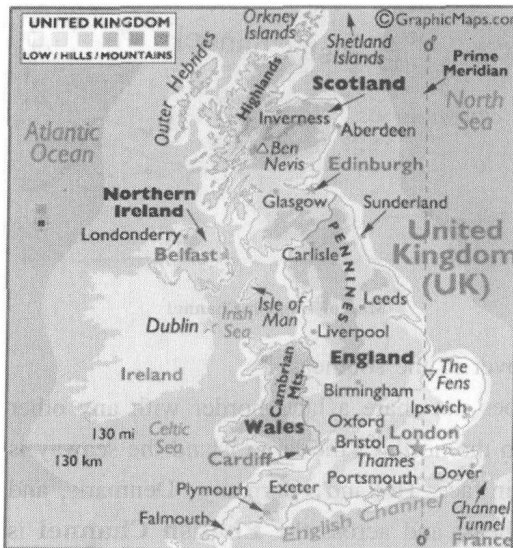 UNITED KINGDOM
LOW / HILLS / MOUNTAINS
Orkney
Islands
© GraphicMaps.com
Shetland
Islands
0°
Prime
Meridian
Outer Hebrides
Highlands
Scotland
North
Sea
Inverness
Aberdeen
Atlantic
Ocean
Ben
Nevis
Edinburgh
Northern
Ireland
Glasgow
Sunderland
Londonderry
PENNINES
United
Kingdom
(UK)
Belfast
Carlisle
Isle of
Man
Leeds
Irish
Sea
Dublin
Liverpool
England
The
Fens
Ireland
Cambrian
Mts.
Birmingham
Ipswich
Oxford
Wales
130 mi
Celtic
Sea
Bristol
London
130 km
Cardiff
Thames
Portsmouth
Dover
Plymouth
Exeter
Falmouth
English Channel
Channel
Tunnel
0°
France